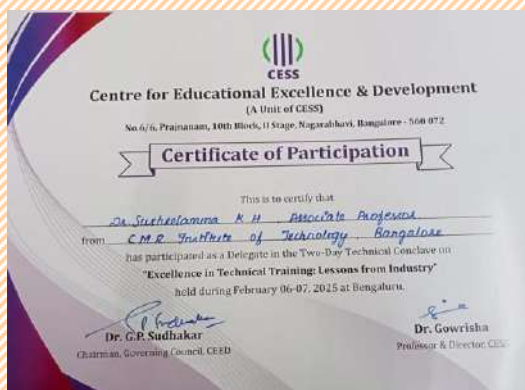 CESS
Centre for Educational Excellence & Development
(A Unit of CESS)
No.6/6, Prajnanam, 10th Block, II Stage, Nagarabhavi, Bangalore - 560 072
Certificate of Participation
This is to certify that
Dr. Sucheelamma K H , Associate Professor
from CMR Institute of Technology, Bangalore
has participated as a Delegate in the Two-Day Technical Conclave on
"Excellence in Technical Training: Lessons from Industry"
held during February 06-07, 2025 at Bengaluru.
Dr. G.P. Sudhakar
Chairman, Governing Council, CEED
Dr. Gowrisha
Professor & Director,